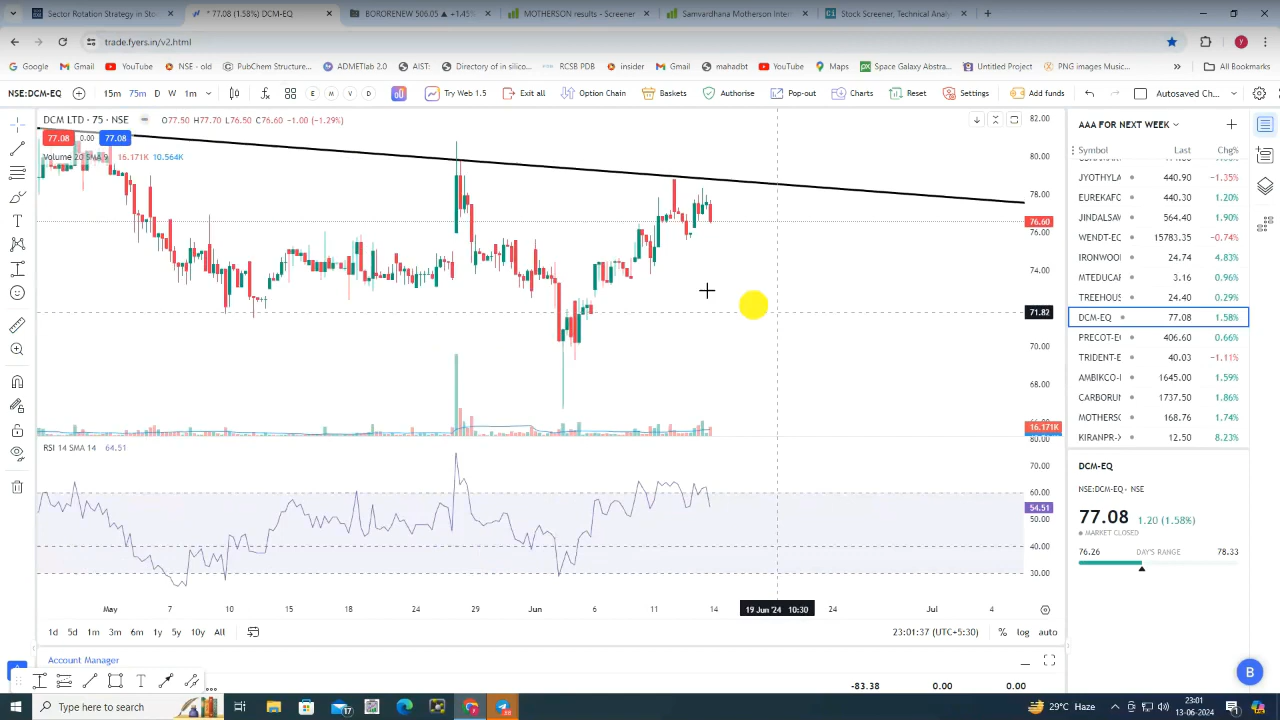 Sector Rotation Strategy in Stock
77.08 (1.58%) DCM-EQ
BORORENEW 506.05 ▲ +1.45%
MOTHERSON results - Screener
Samvardhana Motherson Inter
Stock Screener, Technical Analy
trade.fyers.in/v2.html
Google Gmail YouTube NSE - old PubChem Structure... ADMETlab 2.0 AIST: Directory of in silico... RCSB PDB insider Gmail mahadbt YouTube Maps Space Galaxy Abstra... Untitled Project PNG images Music... » All Bookmarks
NSE:DCM-EQ 15m 75m D W 1m E W V D Try Web 1.5 Exit all Option Chain Baskets Authorise Pop-out Charts Reset Settings Add funds Autosaved Ch...
DCM LTD · 75 · NSE O77.50 H77.70 L76.50 C76.60 -1.00 (-1.29%)
77.08 0.00 77.08
Volume 20 SMA 9 16.171K 10.564K
82.00
80.00
78.00
76.60
76.00
74.00
71.82
70.00
68.00
16.171K
80.00
RSI 14 SMA 14 64.51
70.00
60.00
54.51
50.00
40.00
30.00
May 7 10 15 18 24 29 Jun 6 11 14 19 Jun '24 10:30 24 Jul 4
1d 5d 1m 3m 6m 1y 5y 10y All 23:01:37 (UTC+5:30) % log auto
Account Manager
-83.38 0.00 0.00
AAA FOR NEXT WEEK
Symbol Last Chg%
JYOTHYLA 440.90 -1.35%
EUREKAFO 440.30 1.20%
JINDALSAV 564.40 1.90%
WENDT-EQ 15783.35 -0.74%
IRONWOOD 24.74 4.83%
MTEDUCAR 3.16 0.96%
TREEHOUS 24.40 0.29%
DCM-EQ 77.08 1.58%
PRECOT-EQ 406.60 0.66%
TRIDENT-E 40.03 -1.11%
AMBIKCO-E 1645.00 1.59%
CARBORUN 1737.50 1.86%
MOTHERSO 168.76 1.74%
KIRANPR-X 12.50 8.23%
DCM-EQ
NSE:DCM-EQ · NSE
77.08 1.20 (1.58%)
MARKET CLOSED
76.26 DAY'S RANGE 78.33
B
Type here to search
17
29°C Haze
23:01
13-06-2024